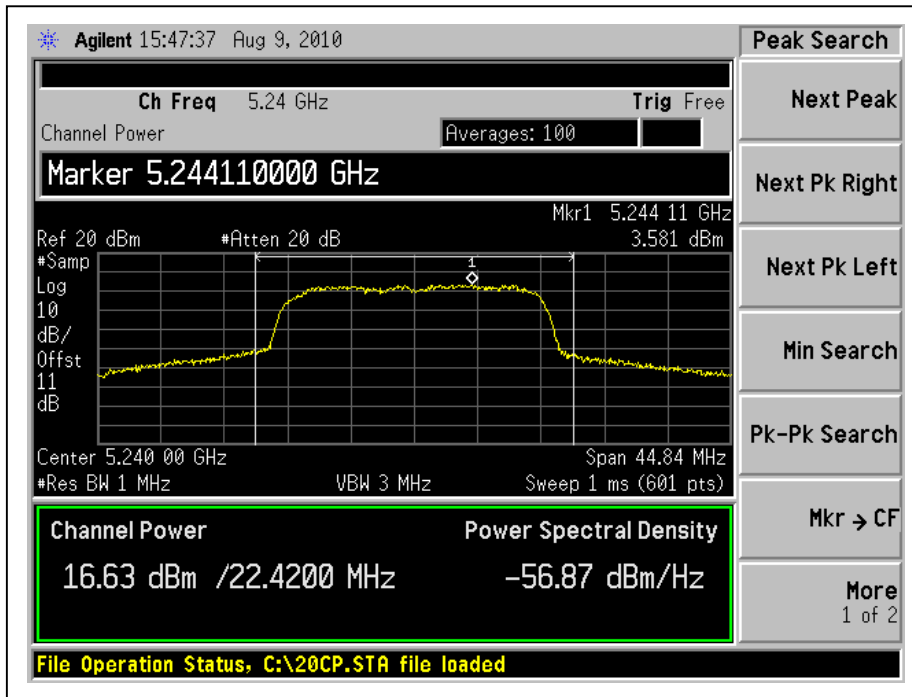 Agilent 15:47:37 Aug 9, 2010
Peak Search
Ch Freq 5.24 GHz Trig Free
Channel Power Averages: 100
Marker 5.244110000 GHz
Mkr1 5.244 11 GHz
Ref 20 dBm #Atten 20 dB 3.581 dBm
#Samp
Log
10
dB/
Offst
11
dB
1
Center 5.240 00 GHz Span 44.84 MHz
#Res BW 1 MHz VBW 3 MHz Sweep 1 ms (601 pts)
Channel Power Power Spectral Density
16.63 dBm /22.4200 MHz -56.87 dBm/Hz
File Operation Status, C:\20CP.STA file loaded
Next Peak
Next Pk Right
Next Pk Left
Min Search
Pk-Pk Search
Mkr → CF
More
1 of 2